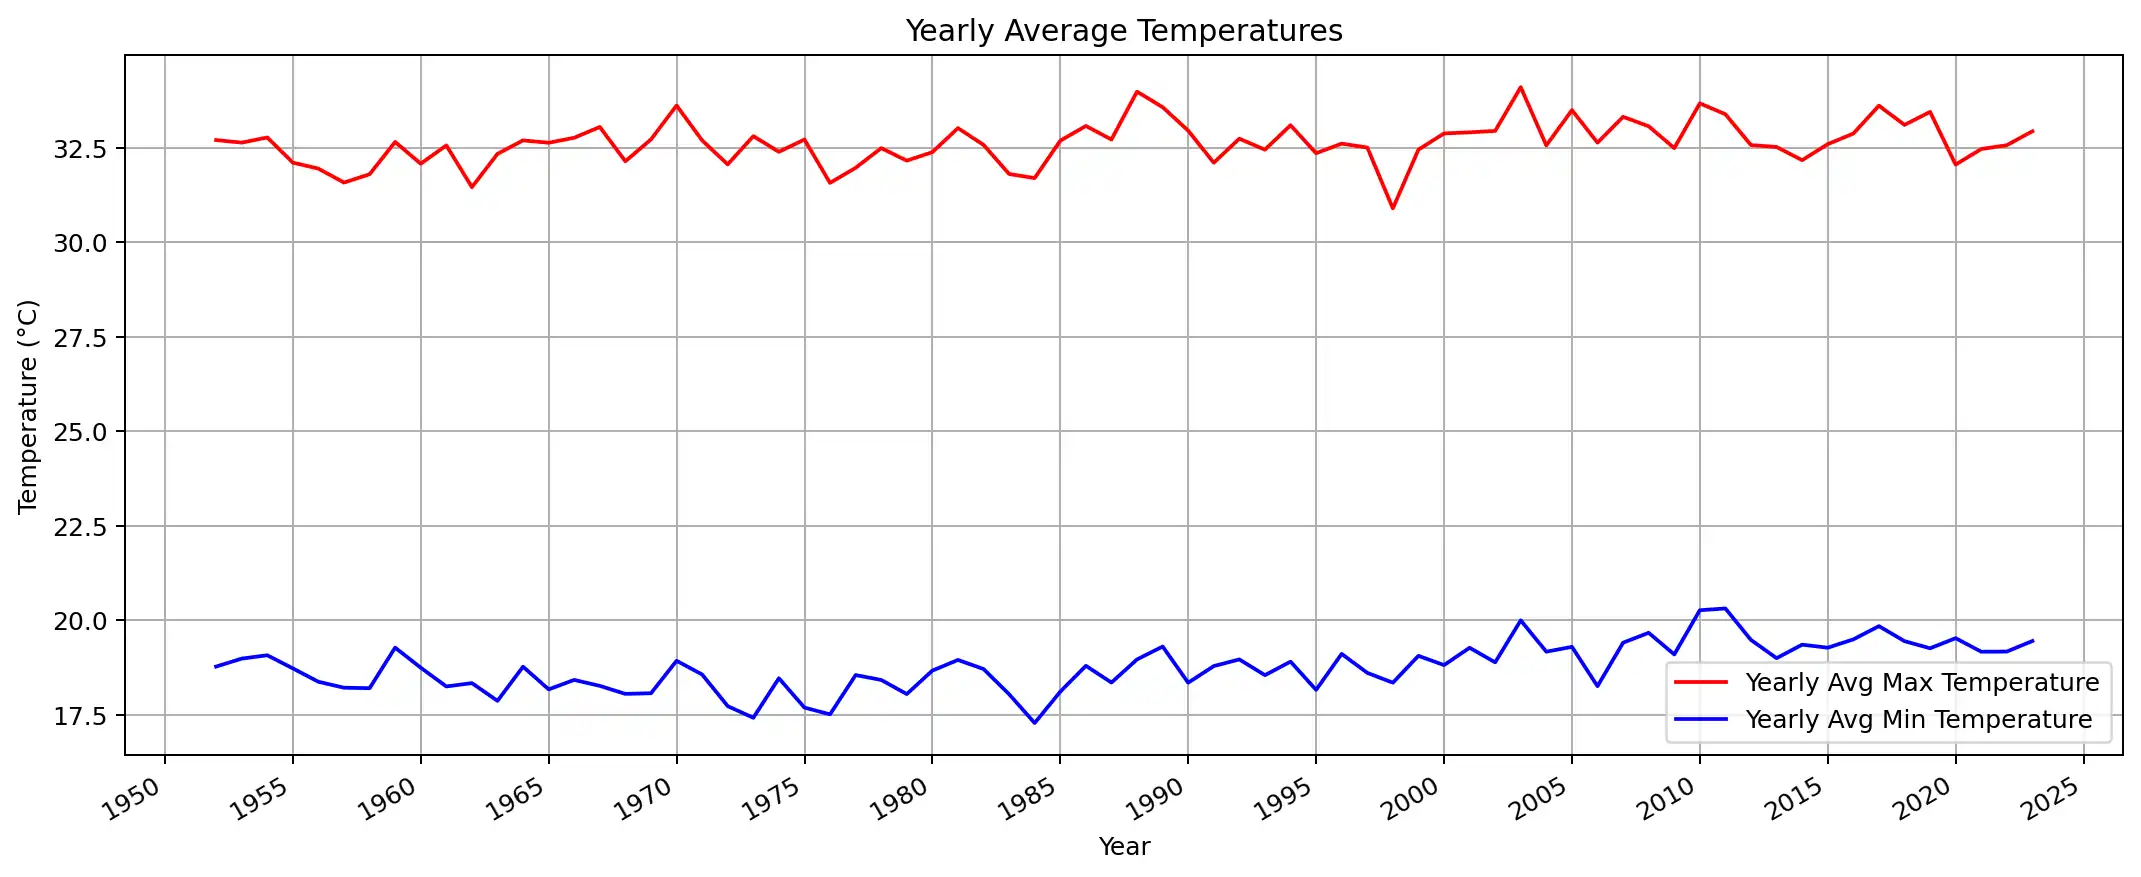 Yearly Average Temperatures
Temperature (°C)
32.5
30.0
27.5
25.0
22.5
20.0
17.5
Yearly Avg Max Temperature
Yearly Avg Min Temperature
1950 1955 1960 1965 1970 1975 1980 1985 1990 1995 2000 2005 2010 2015 2020 2025
Year